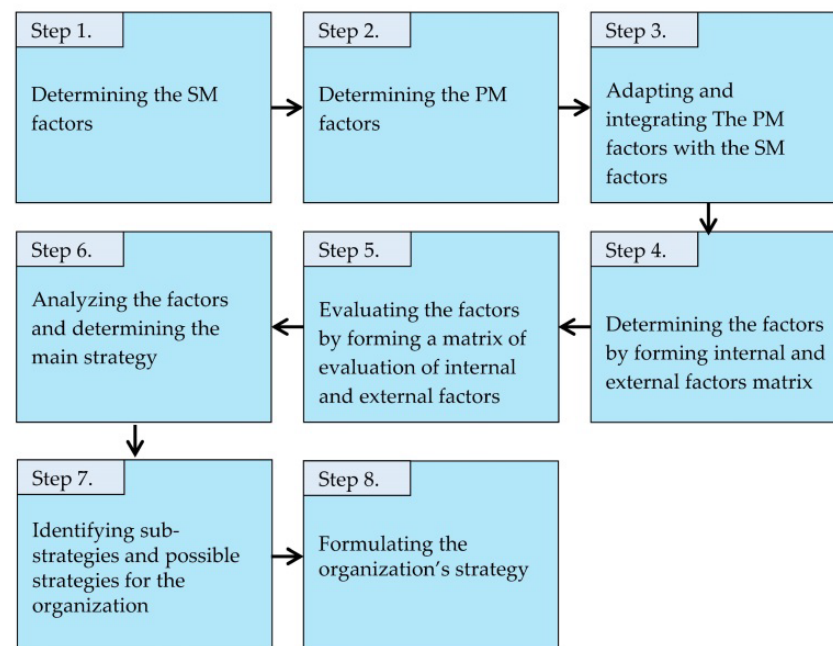 Step 1.
Determining the SM
factors
Step 2.
Determining the PM
factors
Step 3.
Adapting and
integrating The PM
factors with the SM
factors
Step 4.
Determining the factors
by forming internal and
external factors matrix
Step 5.
Evaluating the factors
by forming a matrix of
evaluation of internal
and external factors
Step 6.
Analyzing the factors
and determining the
main strategy
Step 7.
Identifying sub-
strategies and possible
strategies for the
organization
Step 8.
Formulating the
organization’s strategy